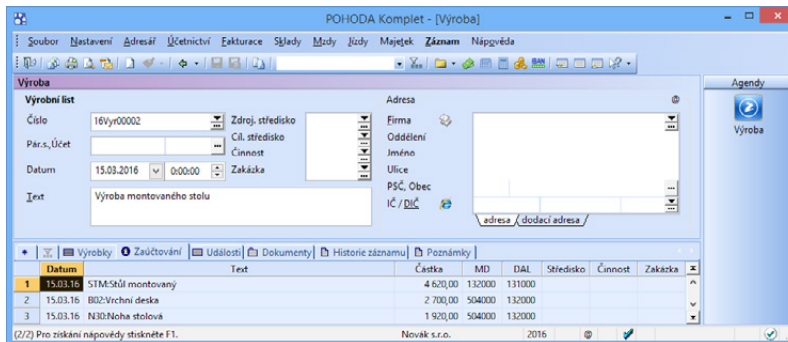 POHODA Komplet - [Výroba]
Soubor Nastavení Adresář Účetnictví Fakturace Sklady Mzdy Jízdy Majetek Záznam Nápověda
Výroba
Agendy
Výrobní list
Adresa @
Číslo 16Vyr00002 Zdroj. středisko Firma
Výroba
Cíl. středisko Oddělení
Pár.s.,Účet Činnost Jméno
Datum 15.03.2016 0:00:00 Zakázka Ulice
PSČ, Obec
Text Výroba montovaného stolu
IČ / DIČ
adresa dodací adresa
Výrobky Zaúčtování Události Dokumenty Historie záznamu Poznámky
Datum Text Částka MD DAL Středisko Činnost Zakázka
1 15.03.16 STM:Stůl montovaný 4 620,00 132000 131000
2 15.03.16 B02:Vrchní deska 2 700,00 504000 132000
3 15.03.16 N30:Noha stolová 1 920,00 504000 132000
(2/2) Pro získání nápovědy stiskněte F1. Novák s.r.o. 2016 @